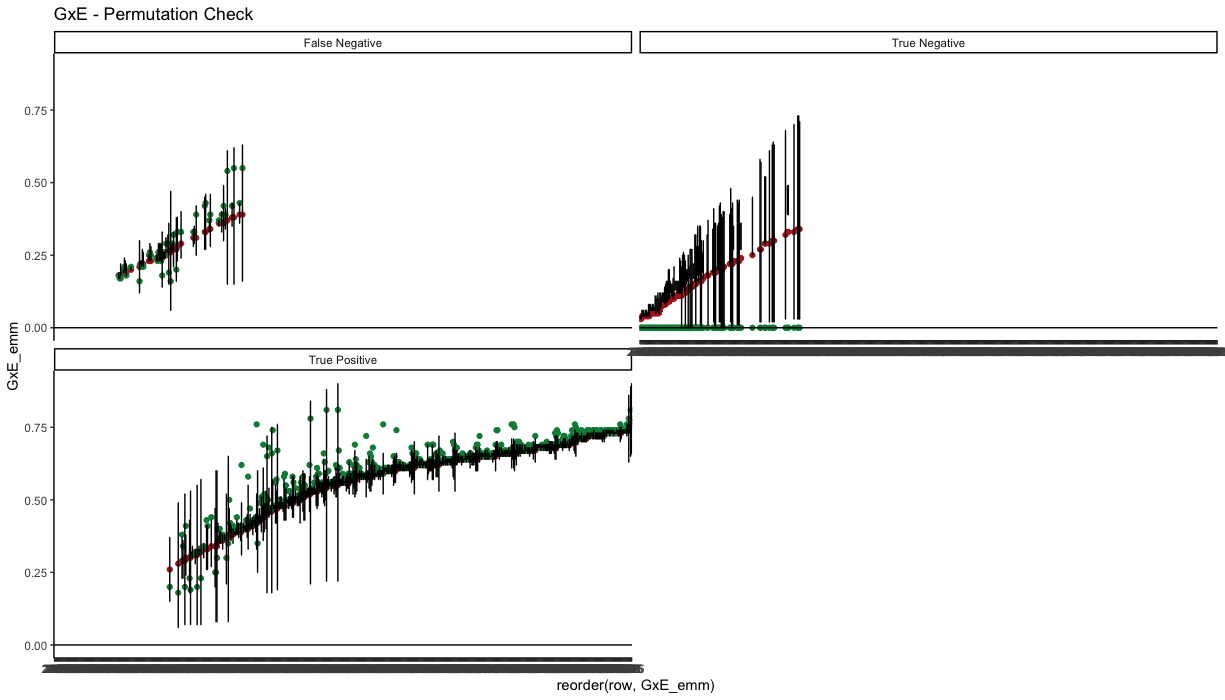 GxE - Permutation Check
False Negative
True Negative
0.75
0.50
0.25
0.00
True Positive
0.75
0.50
0.25
0.00
GxE_emm
reorder(row, GxE_emm)